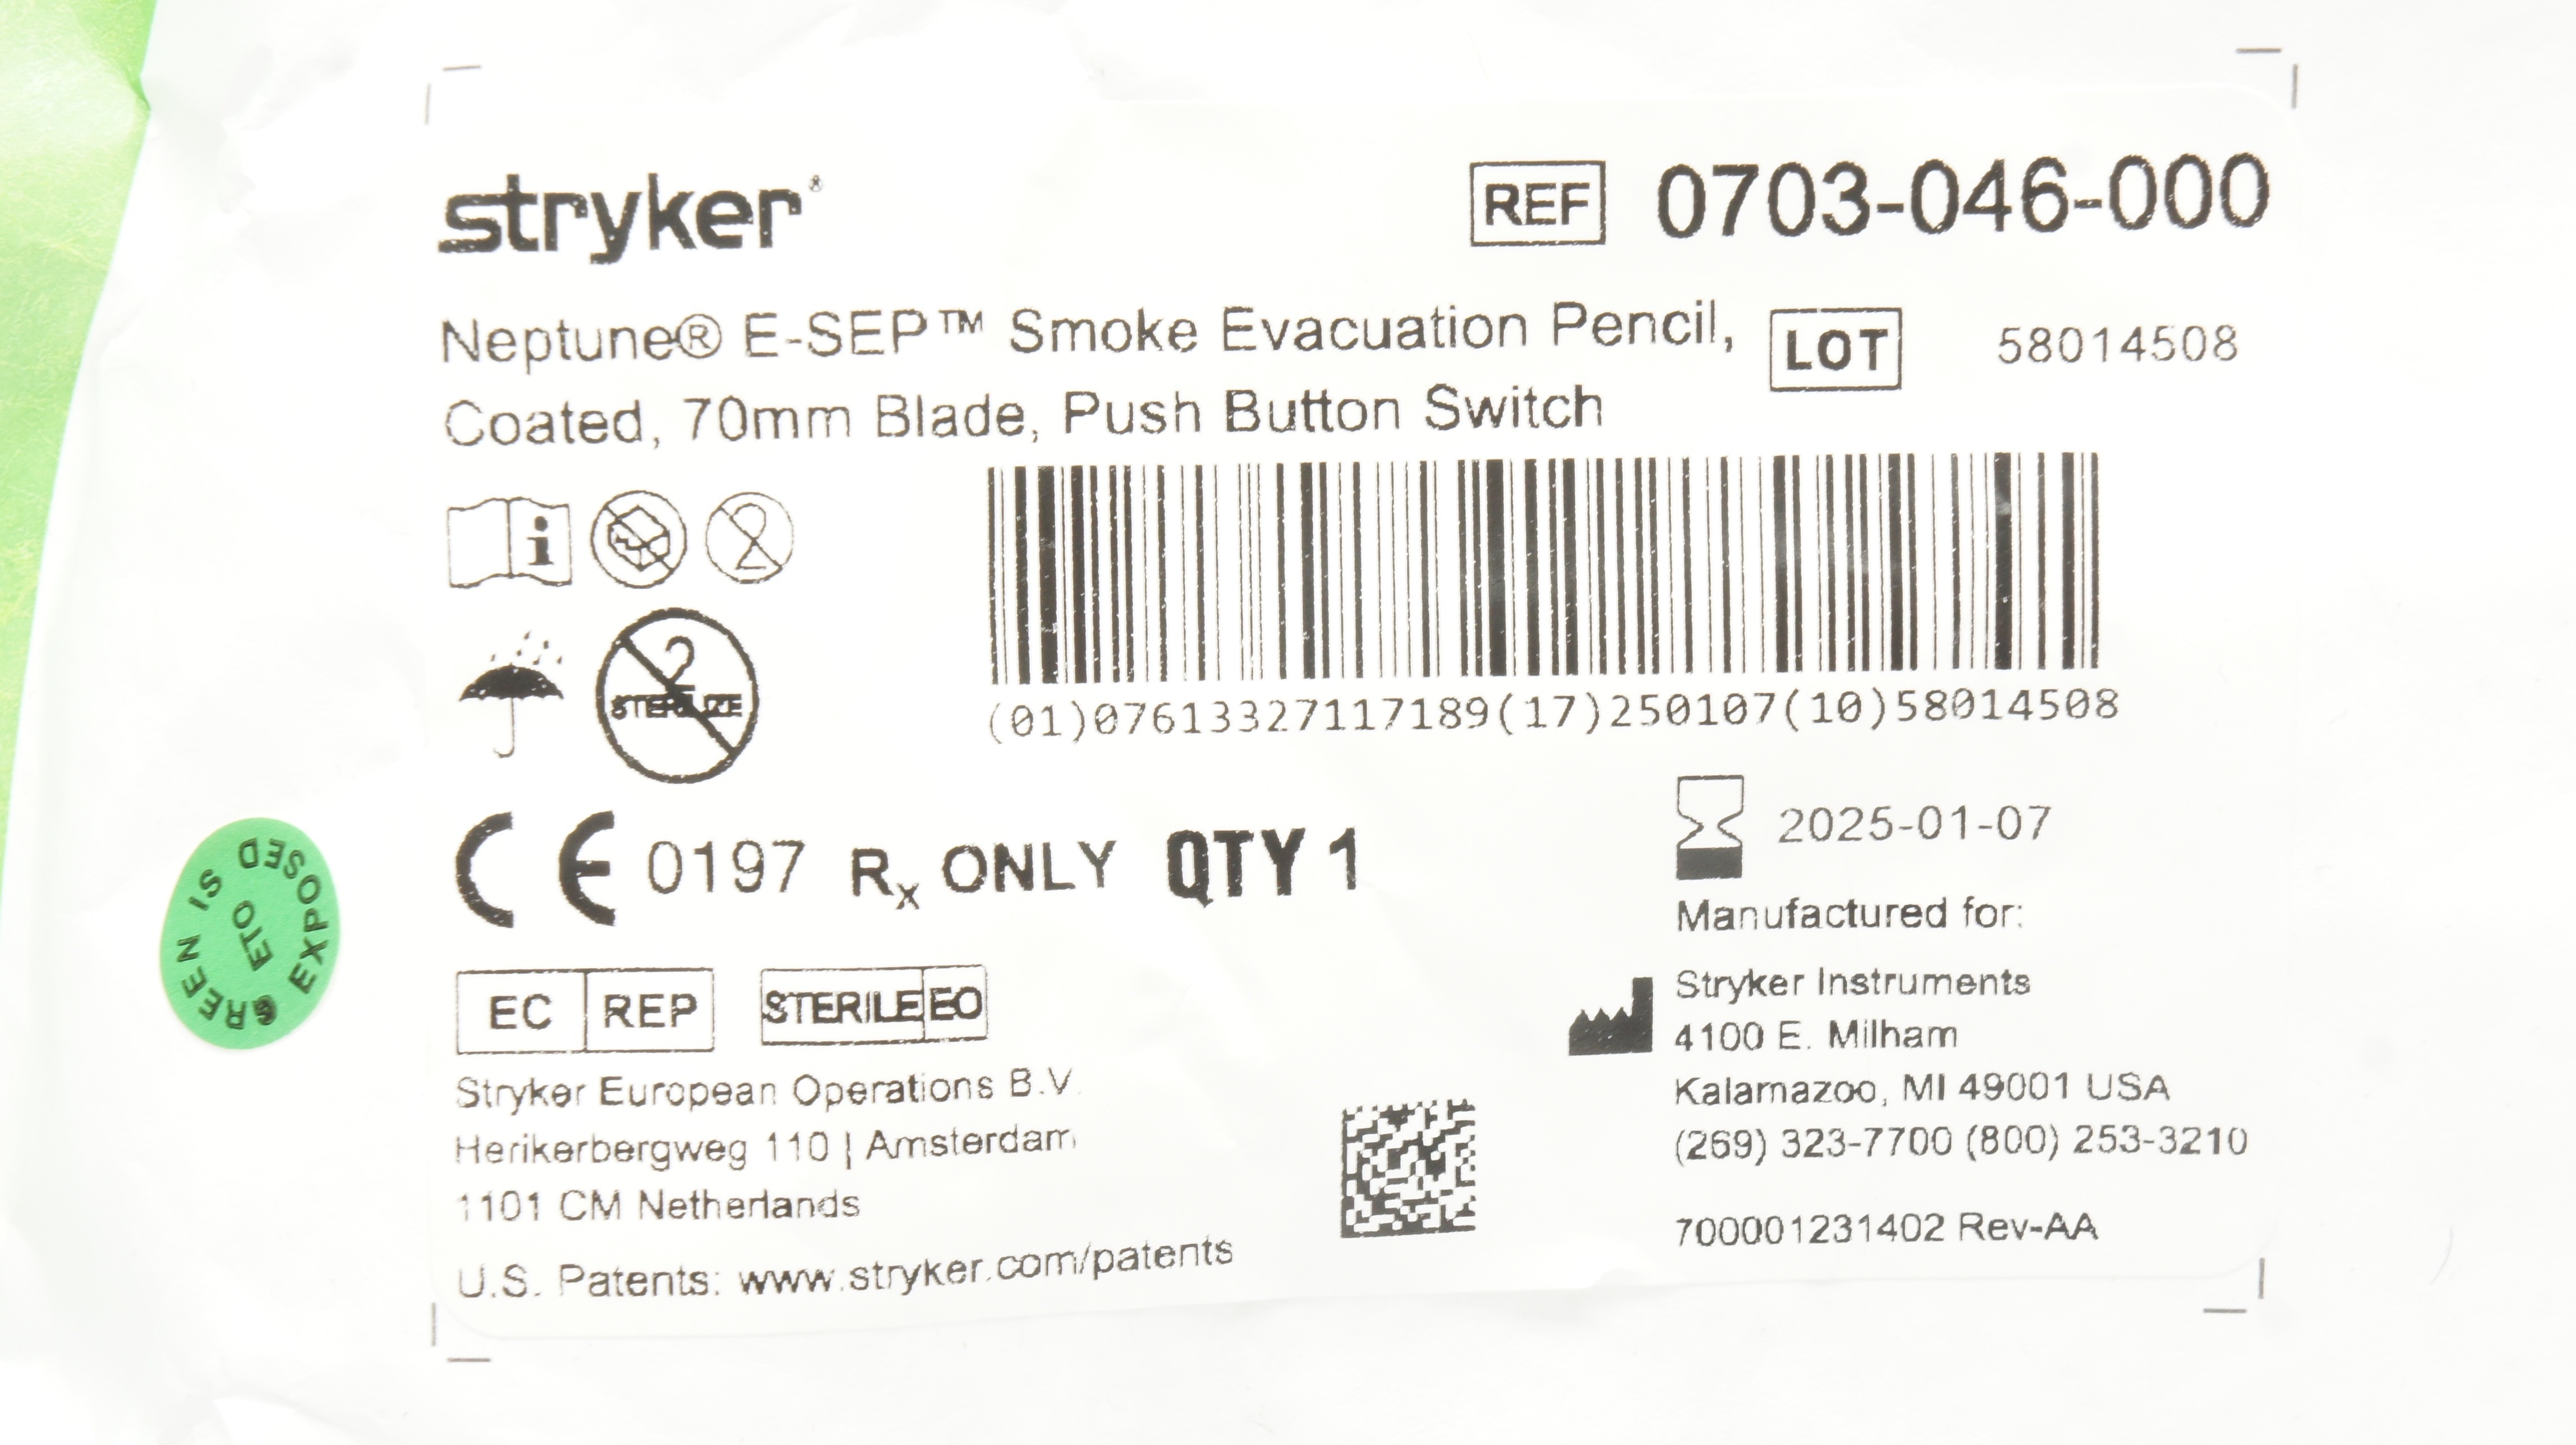 stryker®
REF 0703-046-000
Neptune® E-SEP™ Smoke Evacuation Pencil,
Coated, 70mm Blade, Push Button Switch
LOT 58014508
i
2
2
STERILIZE
(01)07613327117189(17)250107(10)58014508
CE 0197 Rx ONLY QTY 1
2025-01-07
Manufactured for:
Stryker Instruments
4100 E. Milham
Kalamazoo, MI 49001 USA
(269) 323-7700 (800) 253-3210
700001231402 Rev-AA
EC REP
STERILE EO
Stryker European Operations B.V.
Herikerbergweg 110 | Amsterdam
1101 CM Netherlands
U.S. Patents: www.stryker.com/patents
GREEN IS EXPOSED
ETO